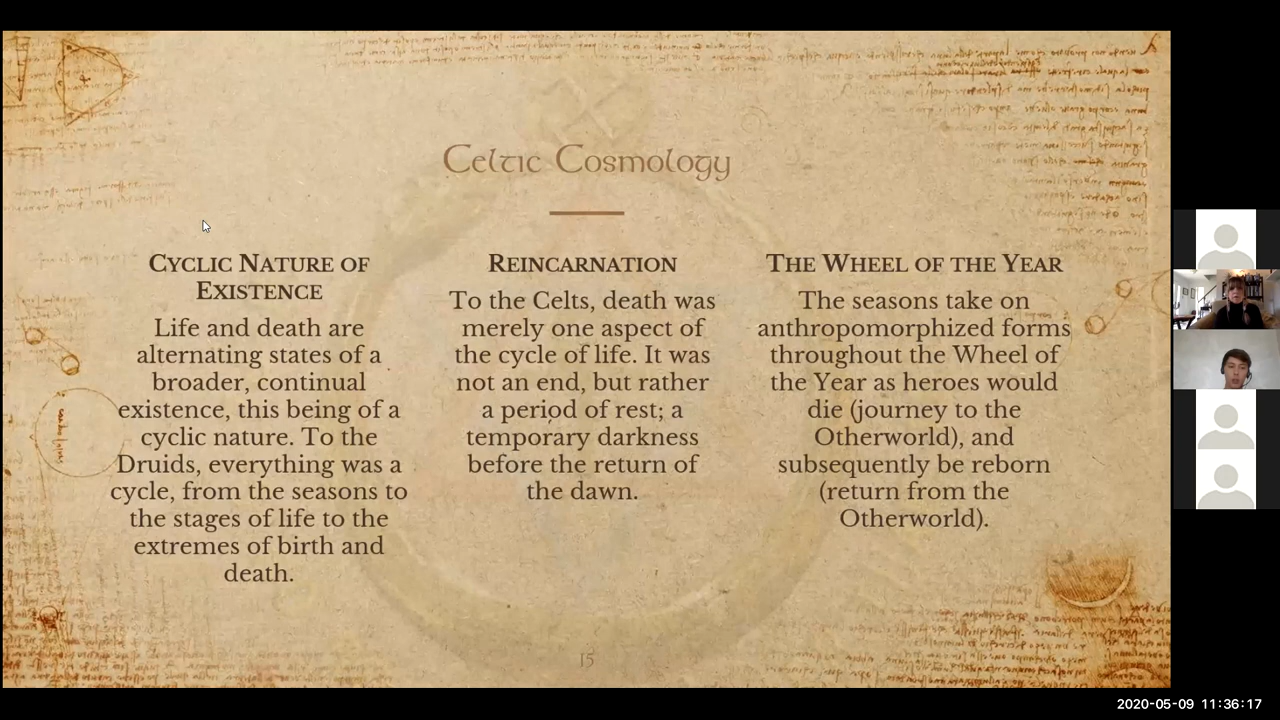 Celtic Cosmology
Cyclic Nature of
Existence
Life and death are
alternating states of a
broader, continual
existence, this being of a
cyclic nature. To the
Druids, everything was a
cycle, from the seasons to
the stages of life to the
extremes of birth and
death.
Reincarnation
To the Celts, death was
merely one aspect of
the cycle of life. It was
not an end, but rather
a period of rest; a
temporary darkness
before the return of
the dawn.
The Wheel of the Year
The seasons take on
anthropomorphized forms
throughout the Wheel of
the Year as heroes would
die (journey to the
Otherworld), and
subsequently be reborn
(return from the
Otherworld).
15
2020-05-09 11:36:17